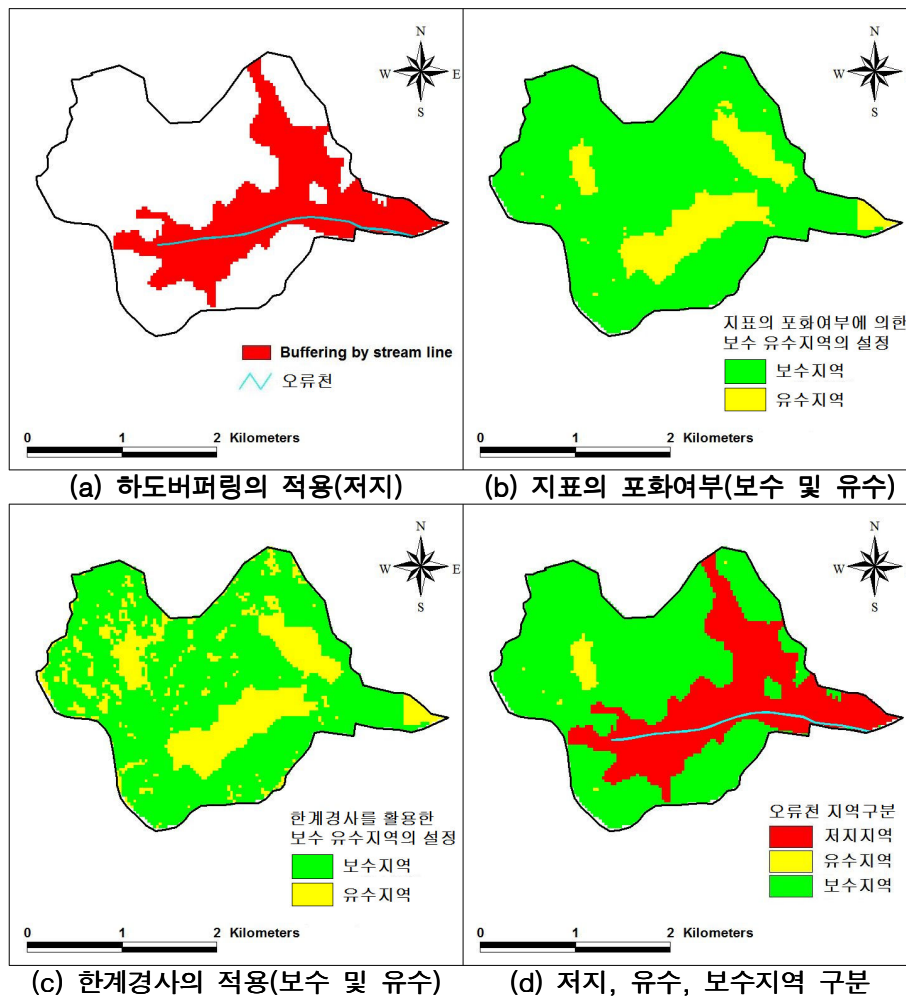 N
W E
S
Buffering by stream line
오류천
0 1 2 Kilometers
(a) 하도버퍼링의 적용(저지)
N
W E
S
지표의 포화여부에 의한
보수 유수지역의 설정
보수지역
유수지역
0 1 2 Kilometers
(b) 지표의 포화여부(보수 및 유수)
N
W E
S
한계경사를 활용한
보수 유수지역의 설정
보수지역
유수지역
0 1 2 Kilometers
(c) 한계경사의 적용(보수 및 유수)
N
W E
S
오류천 지역구분
저지지역
유수지역
보수지역
0 1 2 Kilometers
(d) 저지, 유수, 보수지역 구분